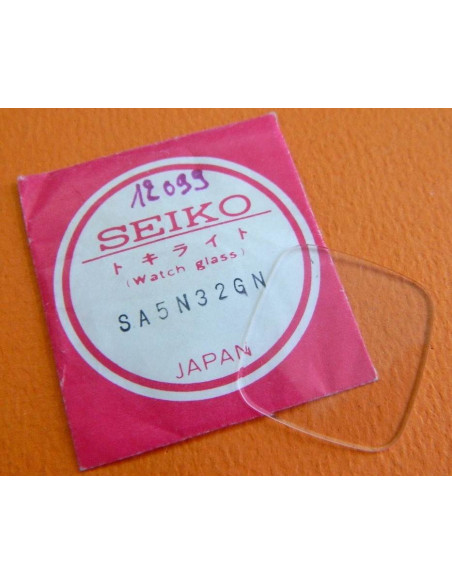 12099
SEIKO
トキライト
(Watch glass)
SA5N32GN
JAPAN